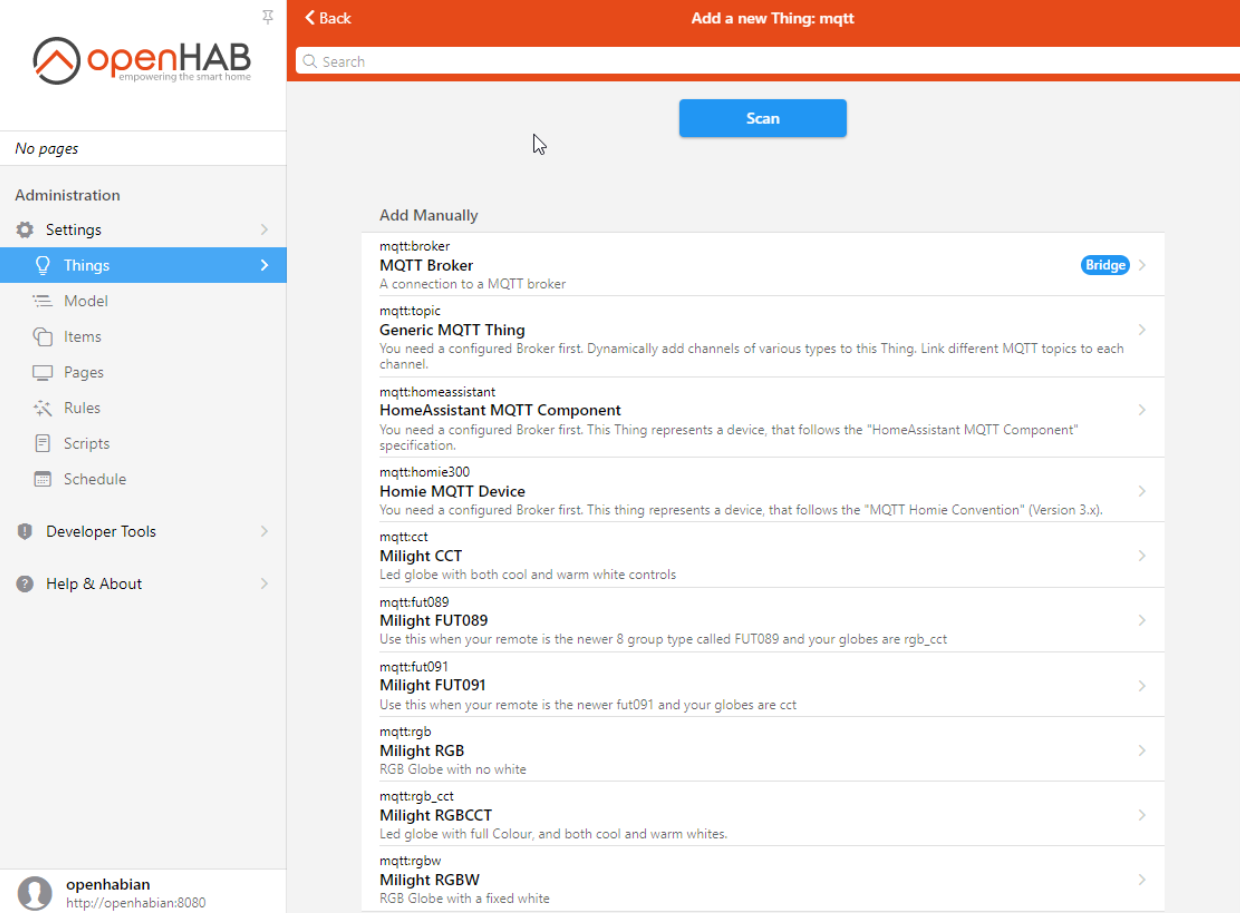 openHAB
empowering the smart home
No pages
Administration
Settings
Things
Model
Items
Pages
Rules
Scripts
Schedule
Developer Tools
Help & About
openhabian
http://openhabian:8080
Back
Add a new Thing: mqtt
Search
Scan
Add Manually
mqtt:broker
MQTT Broker
A connection to a MQTT broker
Bridge
mqtt:topic
Generic MQTT Thing
You need a configured Broker first. Dynamically add channels of various types to this Thing. Link different MQTT topics to each
channel.
mqtt:homeassistant
HomeAssistant MQTT Component
You need a configured Broker first. This Thing represents a device, that follows the "HomeAssistant MQTT Component"
specification.
mqtt:homie300
Homie MQTT Device
You need a configured Broker first. This thing represents a device, that follows the "MQTT Homie Convention" (Version 3.x).
mqtt:cct
Milight CCT
Led globe with both cool and warm white controls
mqtt:fut089
Milight FUT089
Use this when your remote is the newer 8 group type called FUT089 and your globes are rgb_cct
mqtt:fut091
Milight FUT091
Use this when your remote is the newer fut091 and your globes are cct
mqtt:rgb
Milight RGB
RGB Globe with no white
mqtt:rgb_cct
Milight RGBCCT
Led globe with full Colour, and both cool and warm whites.
mqtt:rgbw
Milight RGBW
RGB Globe with a fixed white